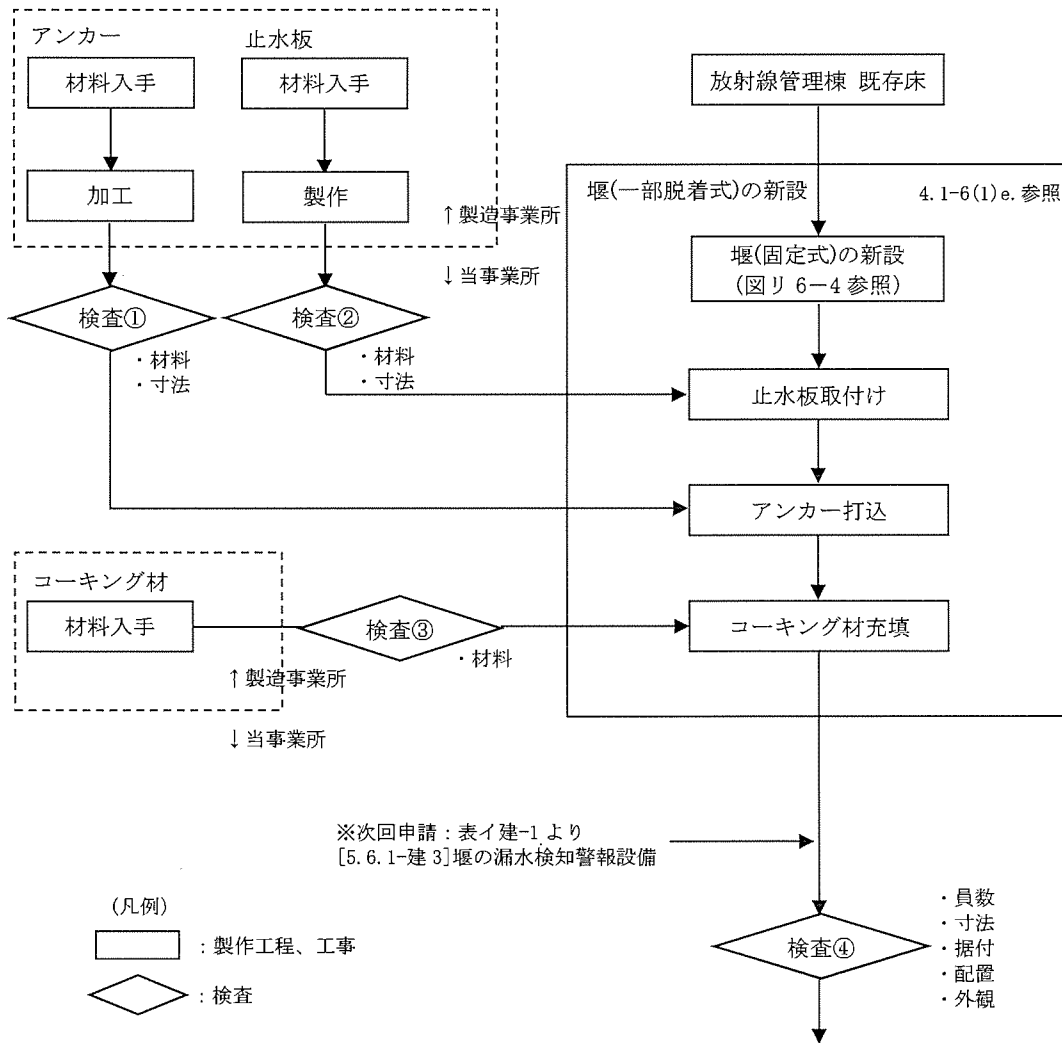 アンカー
止水板
材料入手
材料入手
放射線管理棟 既存床
加工
製作
↑製造事業所
↓当事業所
堰(一部脱着式)の新設
4.1-6(1)e.参照
堰(固定式)の新設
(図リ 6-4 参照)
検査①
・材料
・寸法
検査②
・材料
・寸法
止水板取付け
アンカー打込
コーキング材
材料入手
検査③
・材料
コーキング材充填
↑製造事業所
↓当事業所
※次回申請：表イ建-1 より
[5.6.1-建 3]堰の漏水検知警報設備
検査④
・員数
・寸法
・据付
・配置
・外観
(凡例)
：製作工程、工事
：検査